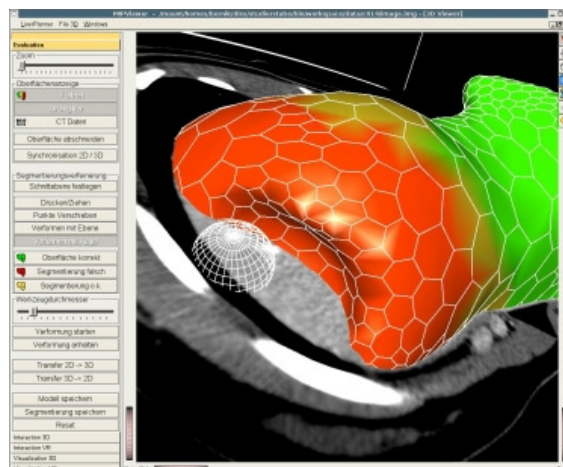 LiverPlanner File 3D Windows
Evaluation
Zoom
Oberflächenanzeige
CT Daten
Oberfläche abschneiden
Synchronisation 2D / 3D
Segmentierungsverfeinerung
Schnittebene festlegen
Drücken/Ziehen
Punkte Verschieben
Verformen mit Ebene
Oberfläche korrekt
Segmentierung falsch
Segmentierung o.k.
Werkzeugdurchmesser
Verformung starten
Verformung anhalten
Transfer 2D -> 3D
Transfer 3D -> 2D
Modell speichern
Segmentierung speichern
Reset
Interaction 3D
Interaction VR
Visualisation 3D